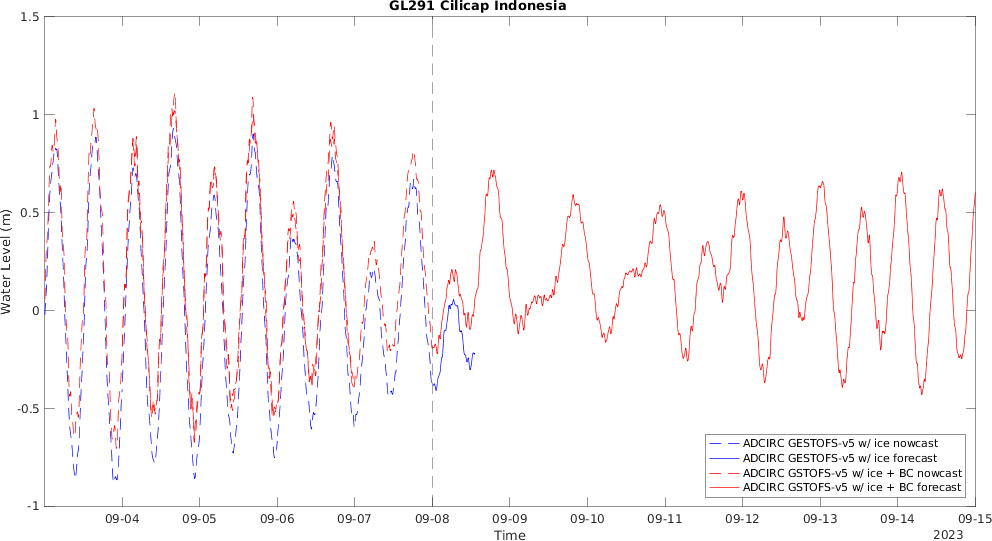 GL291 Cilicap Indonesia
1.5
1
0.5
0
-0.5
-1
Water Level (m)
09-04 09-05 09-06 09-07 09-08 09-09 09-10 09-11 09-12 09-13 09-14 09-15
Time
2023
ADCIRC GESTOFS-v5 w/ ice nowcast
ADCIRC GESTOFS-v5 w/ ice forecast
ADCIRC GSTOFS-v5 w/ ice + BC nowcast
ADCIRC GSTOFS-v5 w/ ice + BC forecast